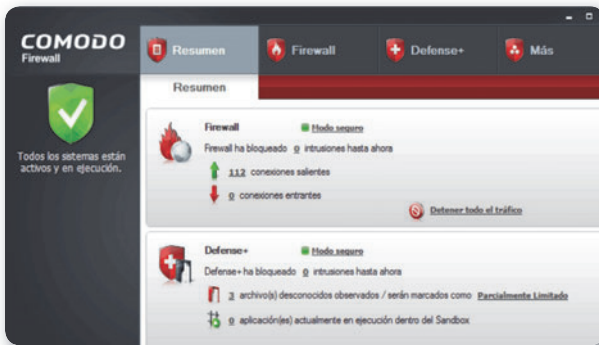 COMODO
Firewall
Resumen
Firewall
Defense+
Más
Resumen
Todos los sistemas están
activos y en ejecución.
Firewall
Modo seguro
Firewall ha bloqueado 0 intrusiones hasta ahora
112 conexiones salientes
0 conexiones entrantes
Detener todo el tráfico
Defense+
Modo seguro
Defense+ ha bloqueado 0 intrusiones hasta ahora
3 archivo(s) desconocidos observados / serán marcados como Parcialmente Limitado
0 aplicación(es) actualmente en ejecución dentro del Sandbox